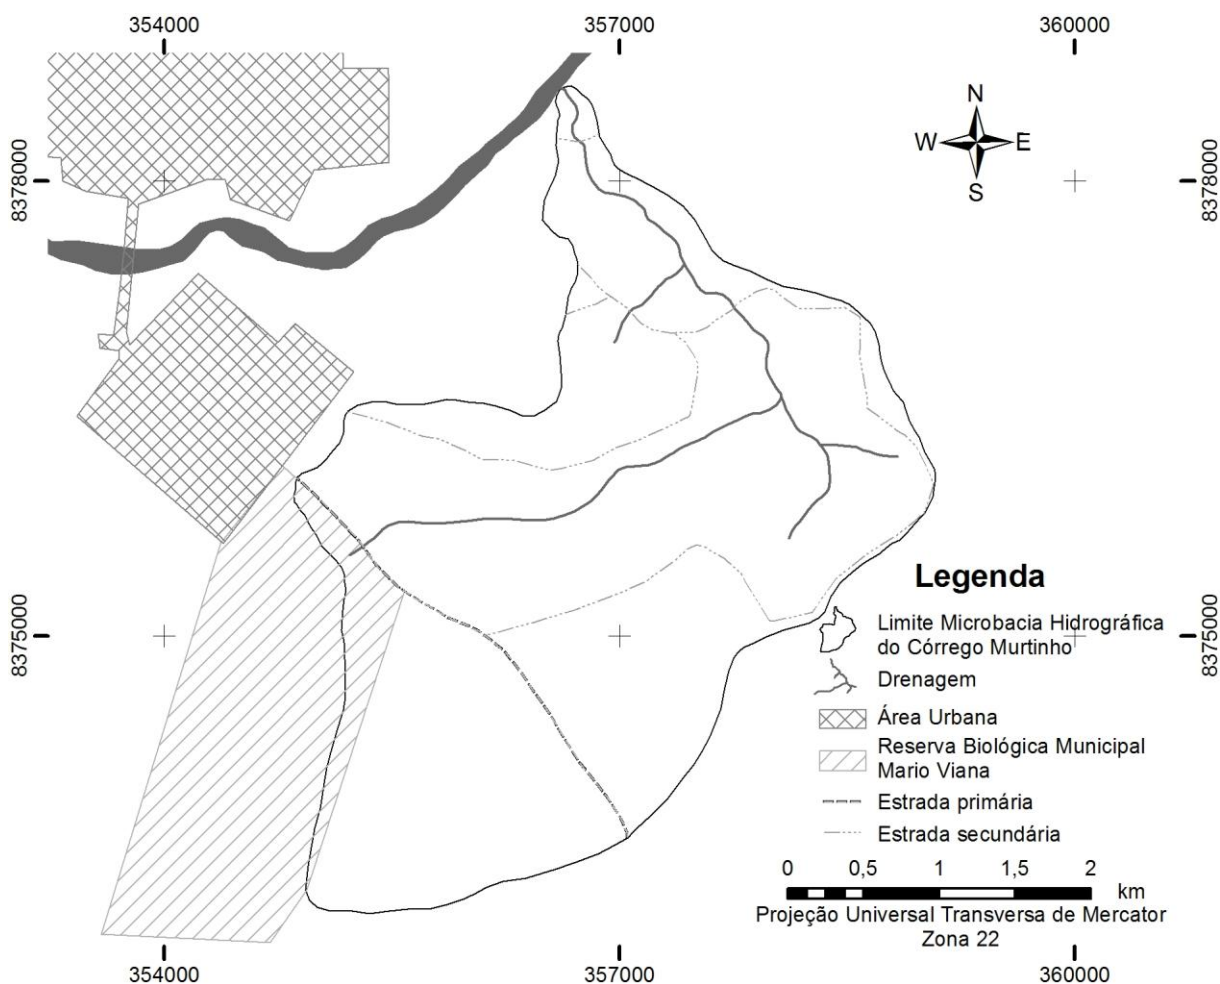 354000
357000
360000
N
W
E
S
8378000
8378000
Legenda
Limite Microbacia Hidrográfica
do Córrego Murtinho
Drenagem
Área Urbana
Reserva Biológica Municipal
Mario Viana
Estrada primária
Estrada secundária
8375000
8375000
0 0,5 1 1,5 2
km
Projeção Universal Transversa de Mercator
Zona 22
354000
357000
360000